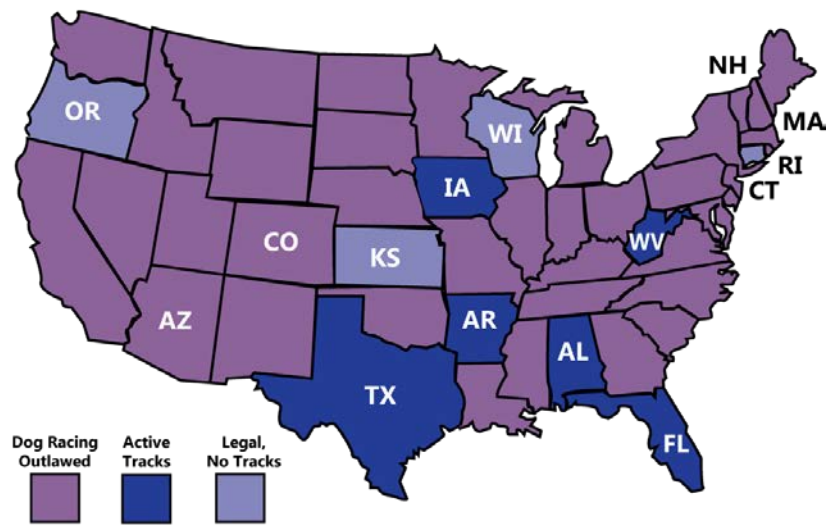 NH
OR
MA
WI
RI
IA
CT
WV
CO
KS
AZ
AR
AL
TX
FL
Dog Racing
Outlawed
Active
Tracks
Legal,
No Tracks